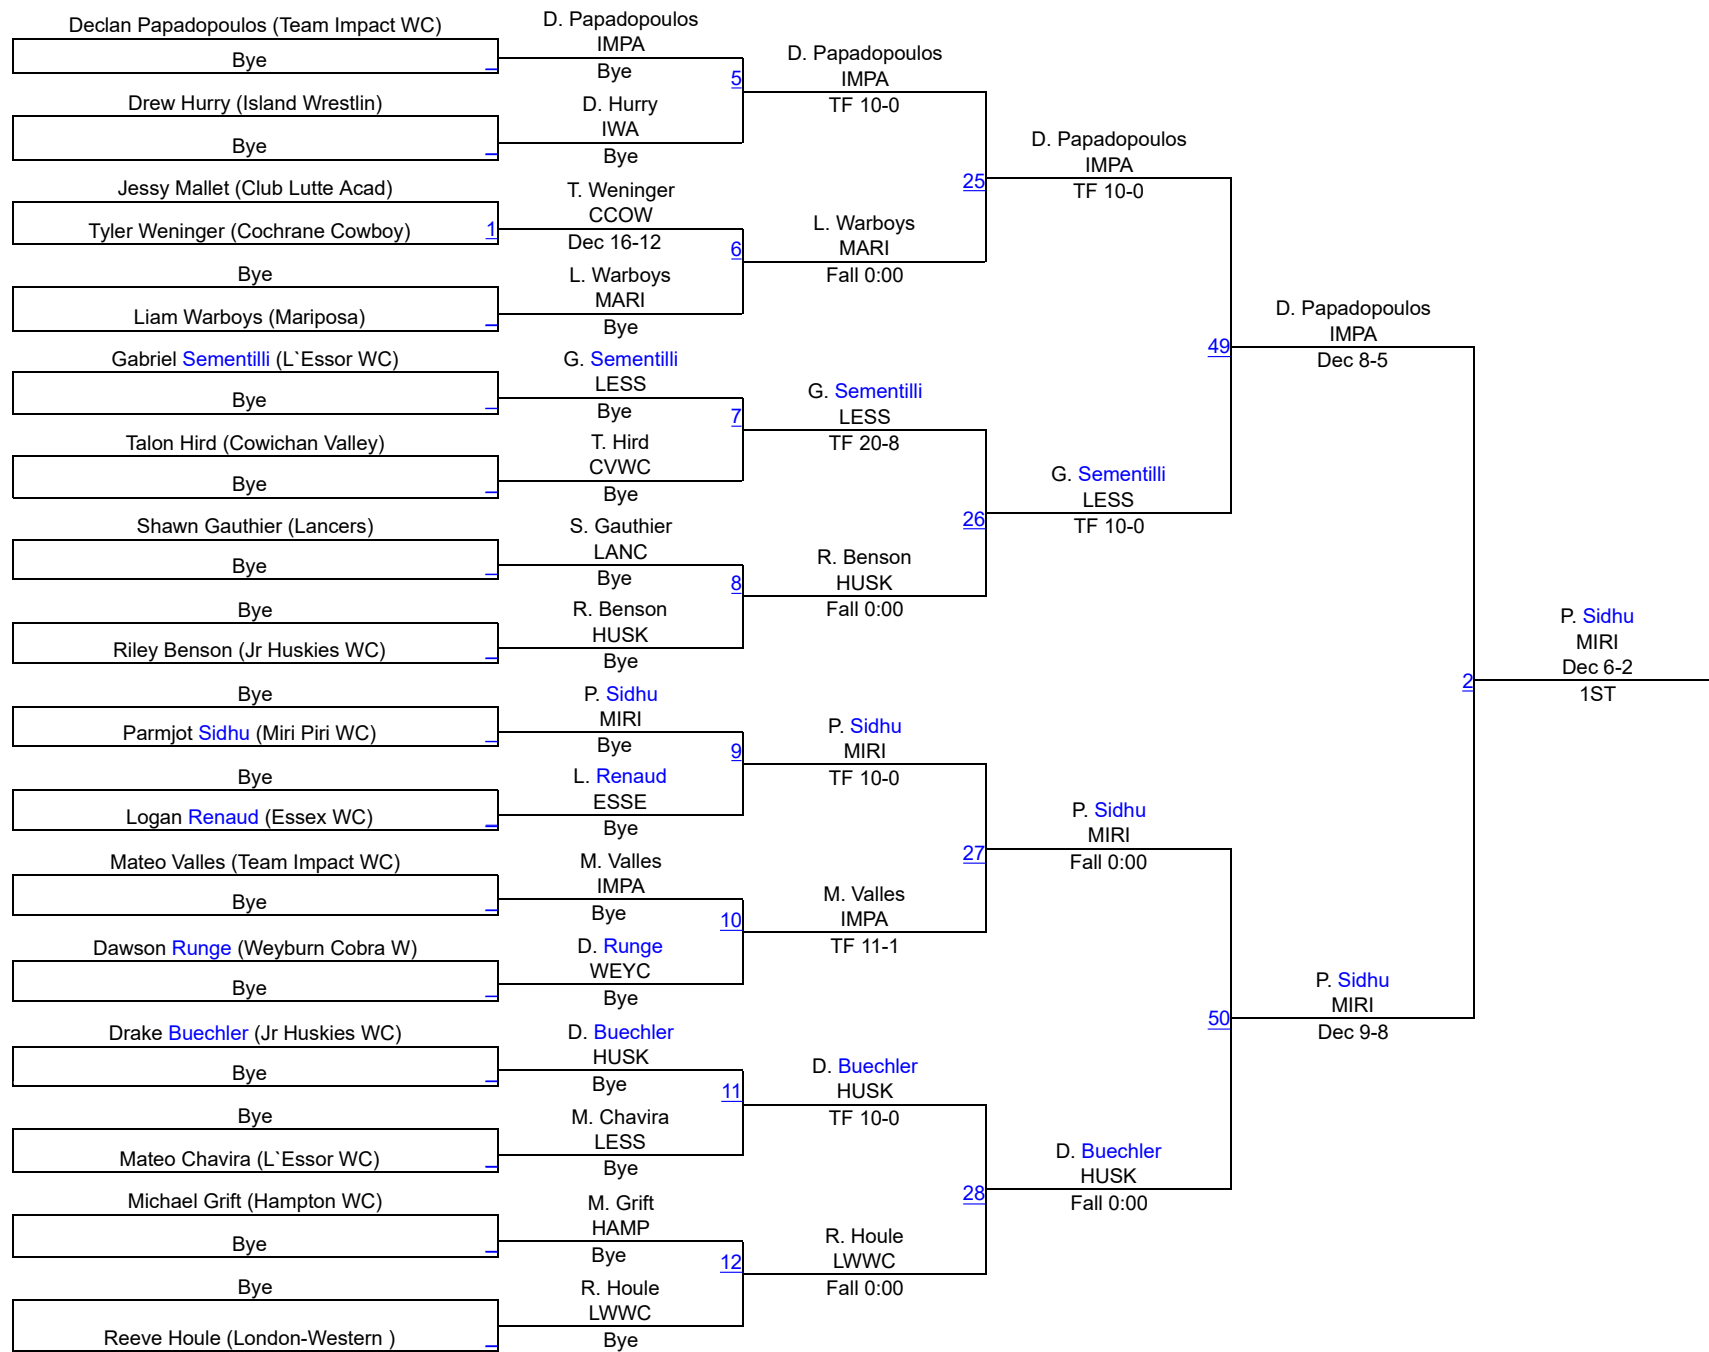 Declan Papadopoulos (Team Impact WC)
Bye
Drew Hurry (Island Wrestlin)
Bye
Jessy Mallet (Club Lutte Acad)
Tyler Weninger (Cochrane Cowboy)
1
Bye
Liam Warboys (Mariposa)
Gabriel Sementilli (L`Essor WC)
Bye
Talon Hird (Cowichan Valley)
Bye
Shawn Gauthier (Lancers)
Bye
Bye
Riley Benson (Jr Huskies WC)
Bye
Parmjot Sidhu (Miri Piri WC)
Bye
Logan Renaud (Essex WC)
Mateo Valles (Team Impact WC)
Bye
Dawson Runge (Weyburn Cobra W)
Bye
Drake Buechler (Jr Huskies WC)
Bye
Bye
Mateo Chavira (L`Essor WC)
Michael Grift (Hampton WC)
Bye
Bye
Reeve Houle (London-Western )
D. Papadopoulos
IMPA
Bye
5
D. Hurry
IWA
Bye
T. Weninger
CCOW
Dec 16-12
6
L. Warboys
MARI
Bye
G. Sementilli
LESS
Bye
7
T. Hird
CVWC
Bye
S. Gauthier
LANC
Bye
8
R. Benson
HUSK
Bye
P. Sidhu
MIRI
Bye
9
L. Renaud
ESSE
Bye
M. Valles
IMPA
Bye
10
D. Runge
WEYC
Bye
D. Buechler
HUSK
Bye
11
M. Chavira
LESS
Bye
M. Grift
HAMP
Bye
12
R. Houle
LWWC
Bye
D. Papadopoulos
IMPA
TF 10-0
25
L. Warboys
MARI
Fall 0:00
G. Sementilli
LESS
TF 20-8
26
R. Benson
HUSK
Fall 0:00
P. Sidhu
MIRI
TF 10-0
27
M. Valles
IMPA
TF 11-1
D. Buechler
HUSK
TF 10-0
28
R. Houle
LWWC
Fall 0:00
D. Papadopoulos
IMPA
TF 10-0
49
G. Sementilli
LESS
TF 10-0
P. Sidhu
MIRI
Fall 0:00
50
D. Buechler
HUSK
Fall 0:00
D. Papadopoulos
IMPA
Dec 8-5
2
P. Sidhu
MIRI
Dec 9-8
P. Sidhu
MIRI
Dec 6-2
1ST